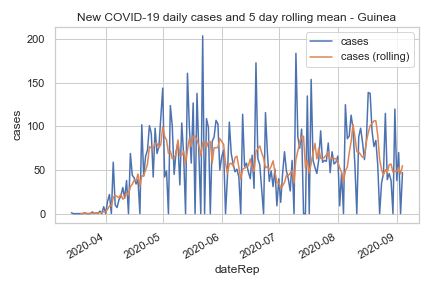 New COVID-19 daily cases and 5 day rolling mean - Guinea
cases
cases (rolling)
200
150
100
50
0
cases
2020-04
2020-05
2020-06
2020-07
2020-08
2020-09
dateRep